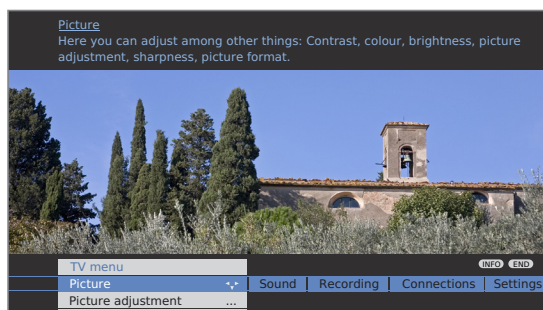 Picture
Here you can adjust among other things: Contrast, colour, brightness, picture
adjustment, sharpness, picture format.
TV menu
INFO END
Picture Sound Recording Connections Settings
Picture adjustment ...